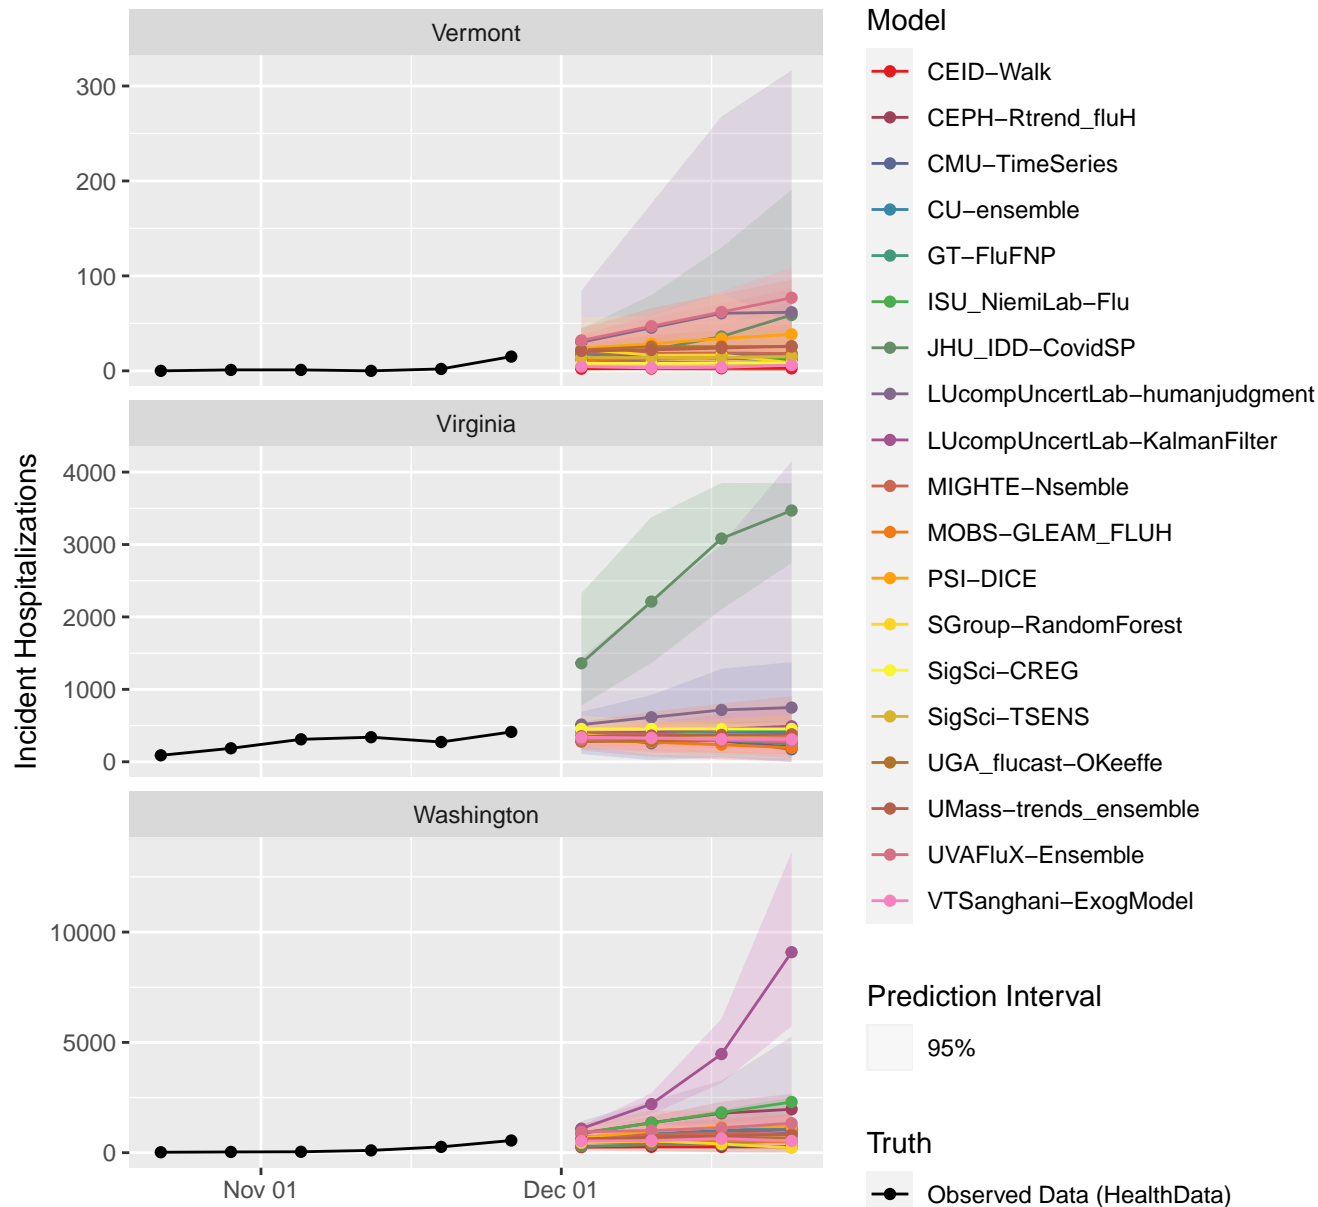 Vermont
300
200
100
0
Virginia
4000
3000
2000
1000
0
Washington
10000
5000
0
Nov 01
Dec 01
Incident Hospitalizations
Model
CEID−Walk
CEPH−Rtrend_fluH
CMU−TimeSeries
CU−ensemble
GT−FluFNP
ISU_NiemiLab−Flu
JHU_IDD−CovidSP
LUcompUncertLab−humanjudgment
LUcompUncertLab−KalmanFilter
MIGHTE−Nsemble
MOBS−GLEAM_FLUH
PSI−DICE
SGroup−RandomForest
SigSci−CREG
SigSci−TSENS
UGA_flucast−OKeeffe
UMass−trends_ensemble
UVAFluX−Ensemble
VTSanghani−ExogModel
Prediction Interval
95%
Truth
Observed Data (HealthData)